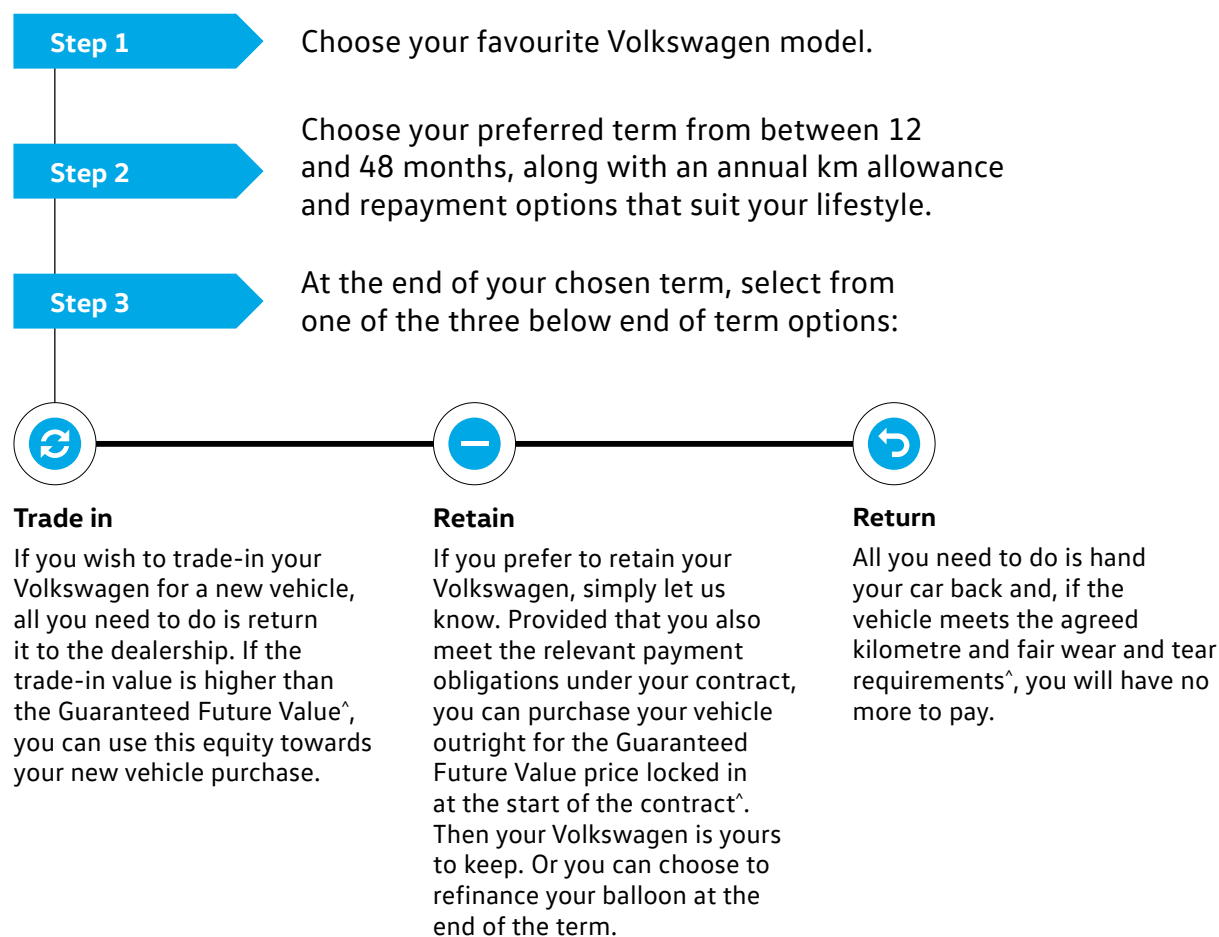 Step 1
Choose your favourite Volkswagen model.
Step 2
Choose your preferred term from between 12
and 48 months, along with an annual km allowance
and repayment options that suit your lifestyle.
Step 3
At the end of your chosen term, select from
one of the three below end of term options:
Trade in
If you wish to trade-in your
Volkswagen for a new vehicle,
all you need to do is return
it to the dealership. If the
trade-in value is higher than
the Guaranteed Future Value^,
you can use this equity towards
your new vehicle purchase.
Retain
If you prefer to retain your
Volkswagen, simply let us
know. Provided that you also
meet the relevant payment
obligations under your contract,
you can purchase your vehicle
outright for the Guaranteed
Future Value price locked in
at the start of the contract^.
Then your Volkswagen is yours
to keep. Or you can choose to
refinance your balloon at the
end of the term.
Return
All you need to do is hand
your car back and, if the
vehicle meets the agreed
kilometre and fair wear and tear
requirements^, you will have no
more to pay.